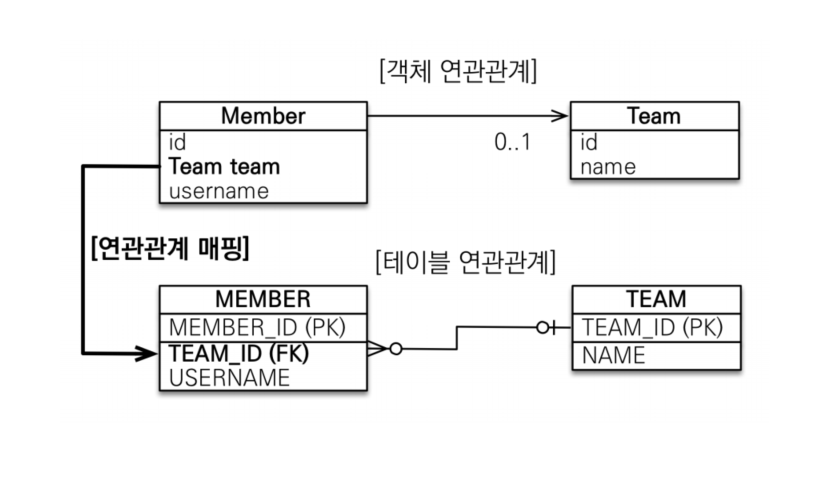 [객체 연관관계]
Member
id
Team team
username
0..1
Team
id
name
[연관관계 매핑]
[테이블 연관관계]
MEMBER
MEMBER_ID (PK)
TEAM_ID (FK)
USERNAME
TEAM
TEAM_ID (PK)
NAME